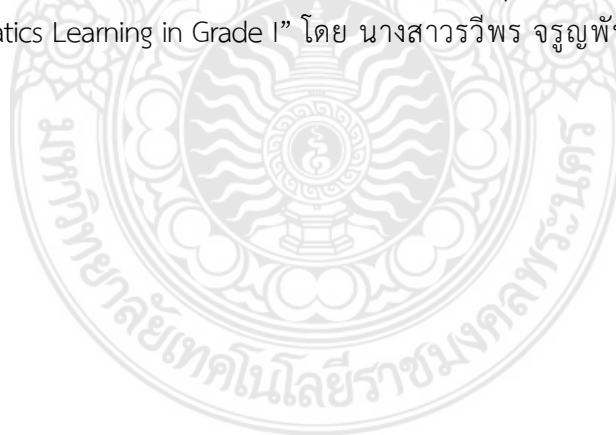 atics Learning in Grade I” โดย นางสาวรวีพร จรูญพั
มหาวิทยาลัยเทคโนโลยีราชมงคลพระนคร